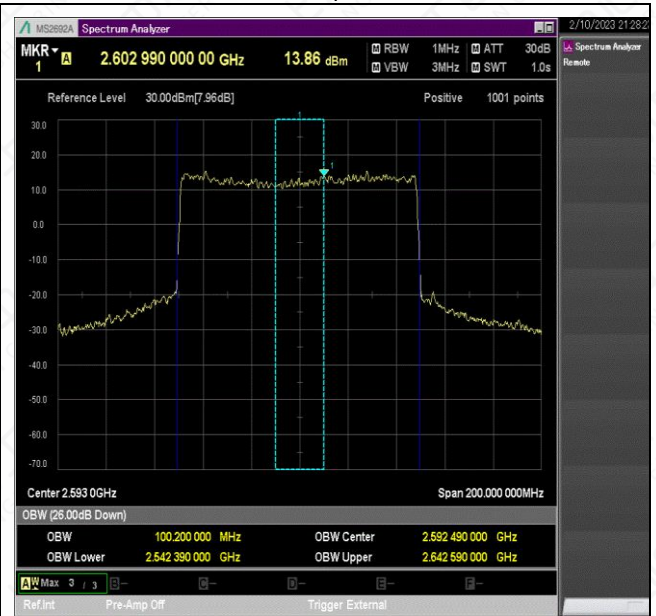 MS2692A Spectrum Analyzer
2/10/2023 21:28:2
MKR 1 A 2.602 990 000 00 GHz 13.86 dBm
M RBW 1MHz M ATT 30dB
M VBW 3MHz M SWT 1.0s
Spectrum Analyzer
Remote
Reference Level 30.00dBm[7.96dB] Positive 1001 points
1
30.0
20.0
1
10.0
0.0
-10.0
-20.0
-30.0
-40.0
-50.0
-60.0
-70.0
Center 2.593 0GHz Span 200.000 000MHz
OBW (26.00dB Down)
OBW 100.200 000 MHz OBW Center 2.592 490 000 GHz
OBW Lower 2.542 390 000 GHz OBW Upper 2.642 590 000 GHz
A W Max 3 / 3 B- C- D- E- F-
Ref.Int Pre-Amp Off Trigger External